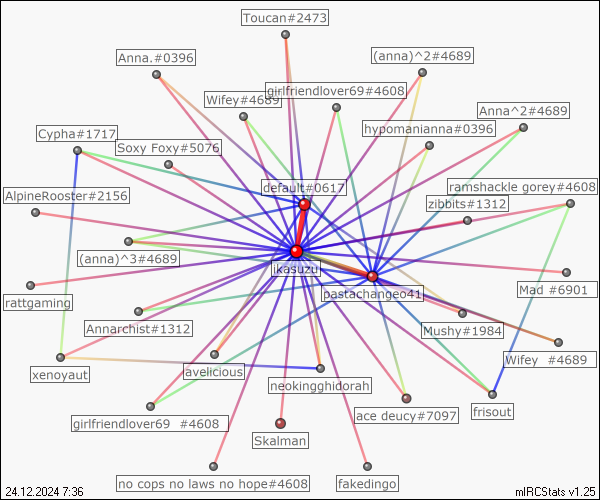 Toucan#2473
Anna.#0396
(anna)^2#4689
girlfriendlover69#4608
Wifey#4689
Anna^2#4689
hypomanianna#0396
Cypha#1717
Soxy Foxy#5076
default#0617
ramshackle gorey#4608
AlpineRooster#2156
zibbits#1312
(anna)^3#4689
ikasuzu
pastachangeo41
Mad #6901
rattgaming
Annarchist#1312
Mushy#1984
Wifey  #4689
xenoyaut
avelicious
neokingghidorah
girlfriendlover69  #4608
ace deucy#7097
frisout
Skalman
no cops no laws no hope#4608
fakedingo
24.12.2024 7:36
mIRCStats v1.25